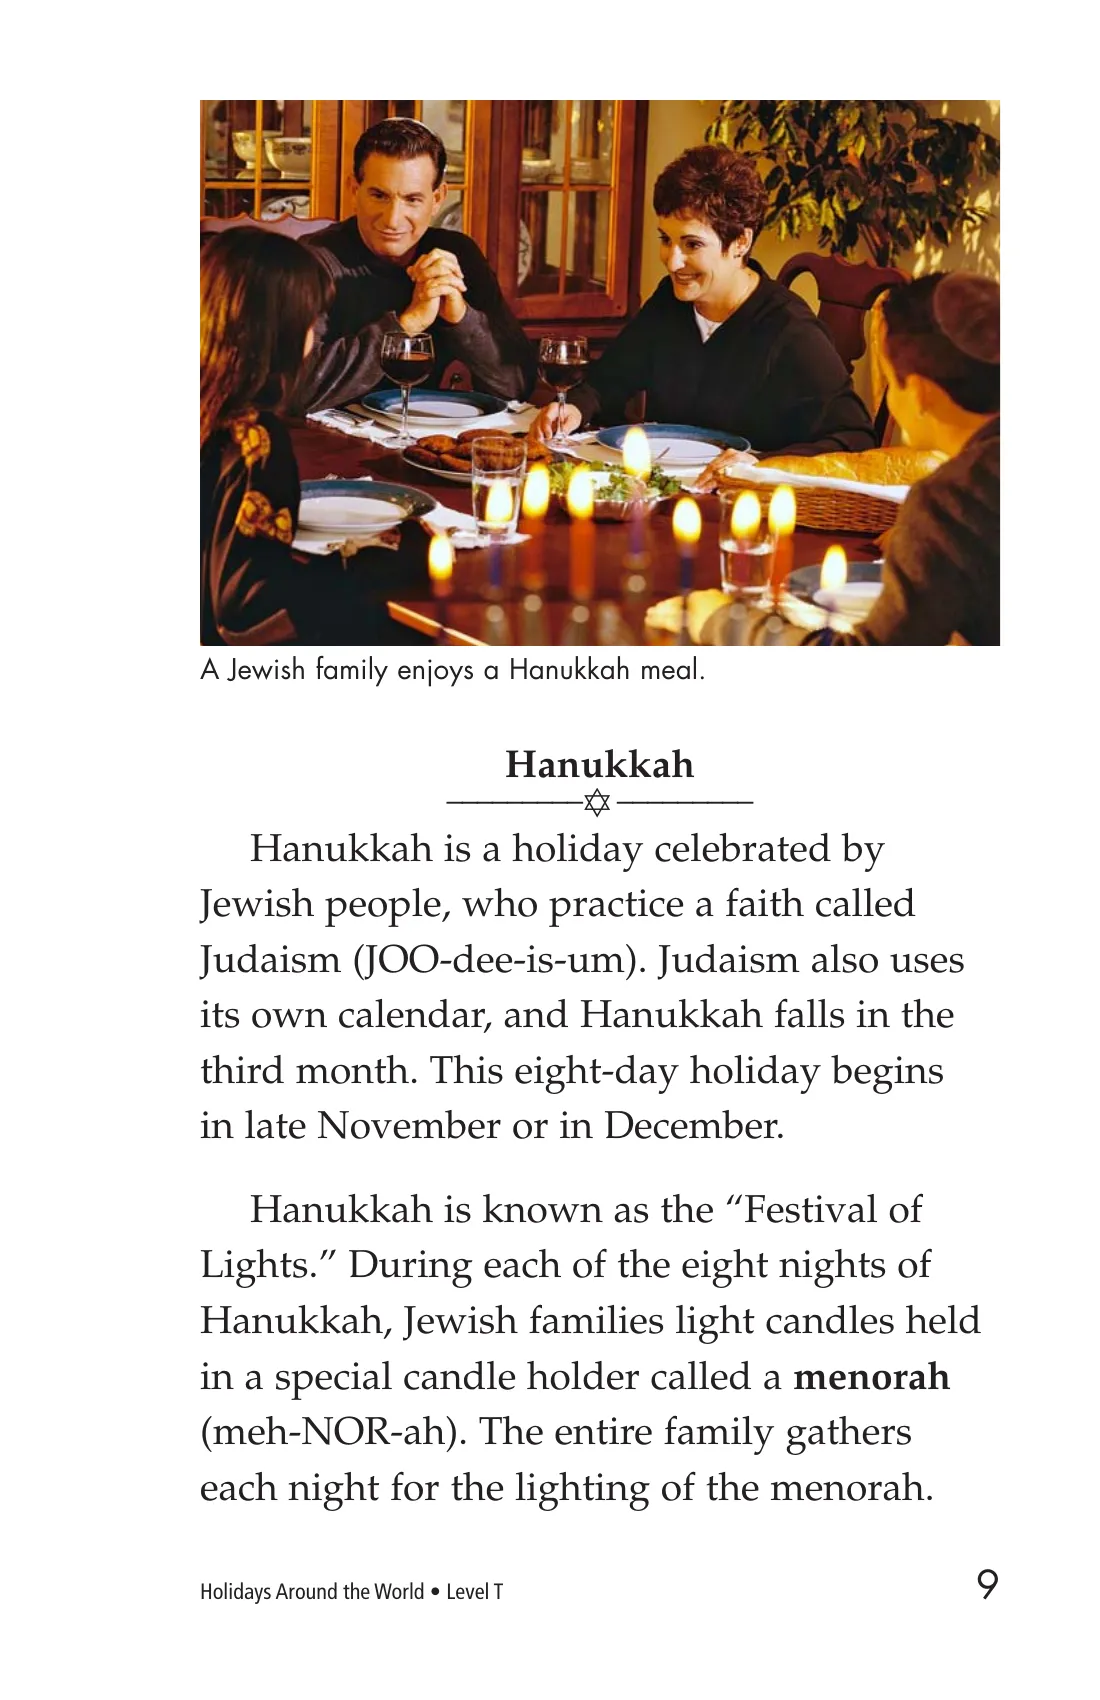 A Jewish family enjoys a Hanukkah meal.
Hanukkah
Hanukkah is a holiday celebrated by
Jewish people, who practice a faith called
Judaism (JOO-dee-is-um). Judaism also uses
its own calendar, and Hanukkah falls in the
third month. This eight-day holiday begins
in late November or in December.
Hanukkah is known as the “Festival of
Lights.” During each of the eight nights of
Hanukkah, Jewish families light candles held
in a special candle holder called a menorah
(meh-NOR-ah). The entire family gathers
each night for the lighting of the menorah.
Holidays Around the World • Level T
9